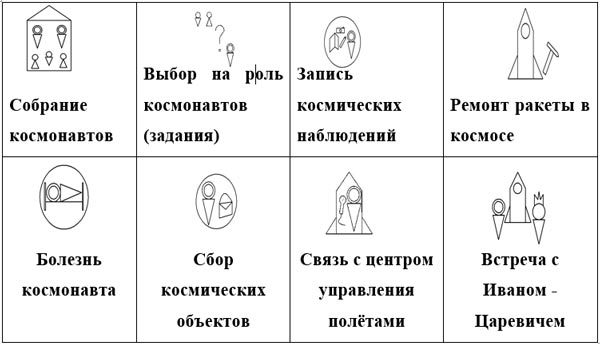 Собрание
космонавтов
Выбор на роль
космонавтов
(задания)
Запись
космических
наблюдений
Ремонт ракеты в
космосе
Болезнь
космонавта
Сбор
космических
объектов
Связь с центром
управления
полётами
Встреча с
Иваном -
Царевичем